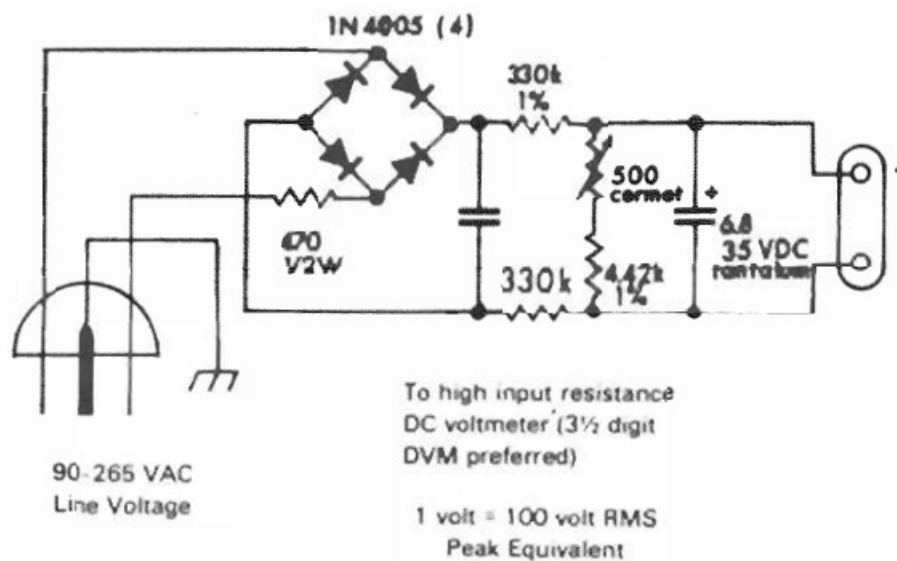 1N4005 (4)
330k
1%
500
cermet
+
6.8
35 VDC
tantalum
470
1/2W
330k
4.42k
1%
90-265 VAC
Line Voltage
To high input resistance
DC voltmeter (3½ digit
DVM preferred)
1 volt = 100 volt RMS
Peak Equivalent